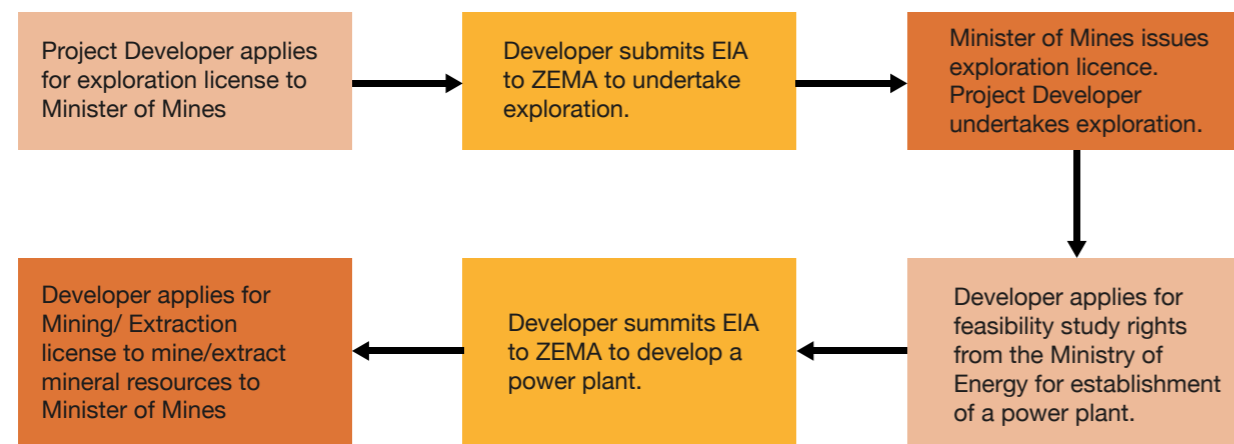 Project Developer applies
for exploration license to
Minister of Mines
Developer submits EIA
to ZEMA to undertake
exploration.
Minister of Mines issues
exploration licence.
Project Developer
undertakes exploration.
Developer applies for
feasibility study rights
from the Ministry of
Energy for establishment
of a power plant.
Developer summits EIA
to ZEMA to develop a
power plant.
Developer applies for
Mining/ Extraction
license to mine/extract
mineral resources to
Minister of Mines